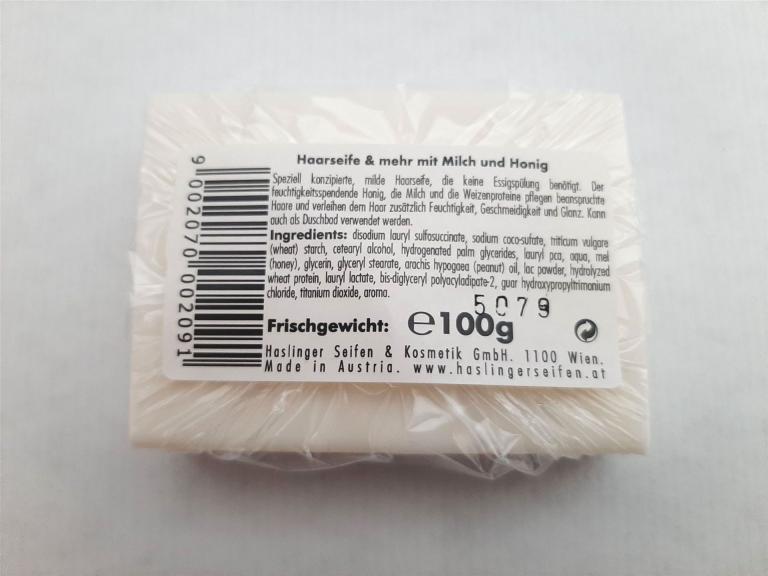 Haarseife & mehr mit Milch und Honig
Speziell konzipierte, milde Haarseife, die keine Essigspülung benötigt. Der
feuchtigkeitsspendende Honig, die Milch und die Weizenproteine pflegen beanspruchte
Haare und verleihen dem Haar zusätzlich Feuchtigkeit, Geschmeidigkeit und Glanz. Kann
auch als Duschbad verwendet werden.
Ingredients: disodium lauryl sulfosuccinate, sodium coco-sufate, triticum vulgare
(wheat) starch, cetearyl alcohol, hydrogenated palm glycerides, lauryl pca, aqua, mel
(honey), glycerin, glyceryl stearate, arachis hypogaea (peanut) oil, lac powder, hydrolyzed
wheat protein, lauryl lactate, bis-diglyceryl polyacyladipate-2, guar hydroxypropyltrimonium
chloride, titanium dioxide, aroma.
5079
Frischgewicht: ℮100g
Haslinger Seifen & Kosmetik GmbH. 1100 Wien.
Made in Austria. www.haslingerseifen.at
9 002070 002091